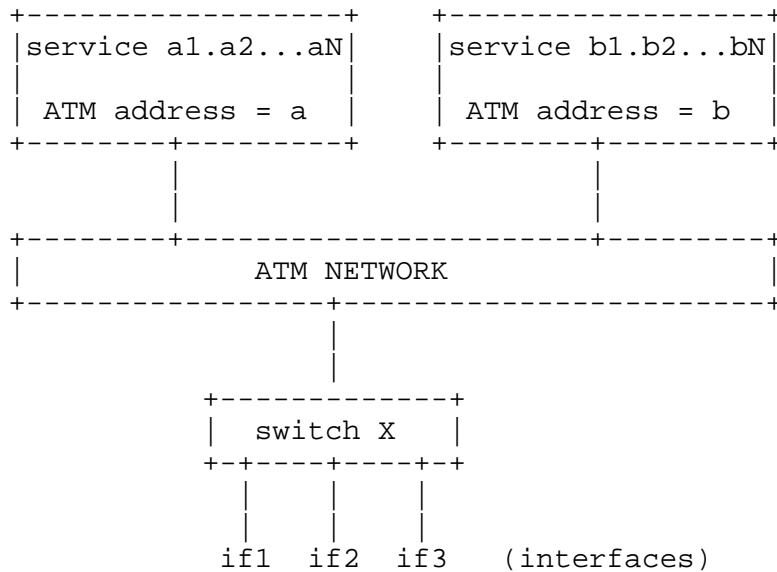 service a1.a2...aN service b1.b2...bN
ATM address = a ATM address = b
ATM NETWORK
switch X
if1 if2 if3 (interfaces)